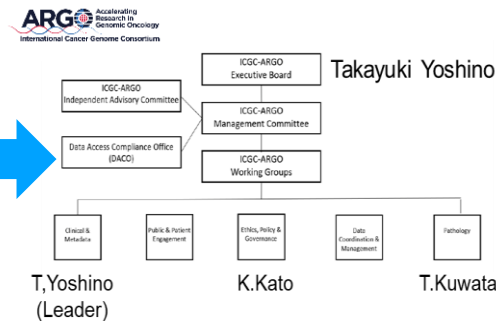 ARGO
Accelerating
Research in
Genomic Oncology
International Cancer Genome Consortium
ICGC-ARGO
Executive Board
Takayuki Yoshino
ICGC-ARGO
Independent Advisory Committee
ICGC-ARGO
Management Committee
Data Access Compliance Office
(DACO)
ICGC-ARGO
Working Groups
Clinical &
Metadata
Public & Patient
Engagement
Ethics, Policy &
Governance
Data
Coordination &
Management
Pathology
T,Yoshino
(Leader)
K.Kato
T.Kuwata